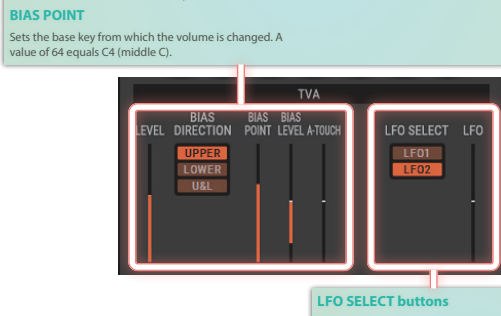 BIAS POINT
Sets the base key from which the volume is changed. A
value of 64 equals C4 (middle C).
TVA
LEVEL BIAS DIRECTION BIAS POINT BIAS LEVEL A-TOUCH LFO SELECT LFO
UPPER
LOWER
U&L
LFO1
LFO2
LFO SELECT buttons